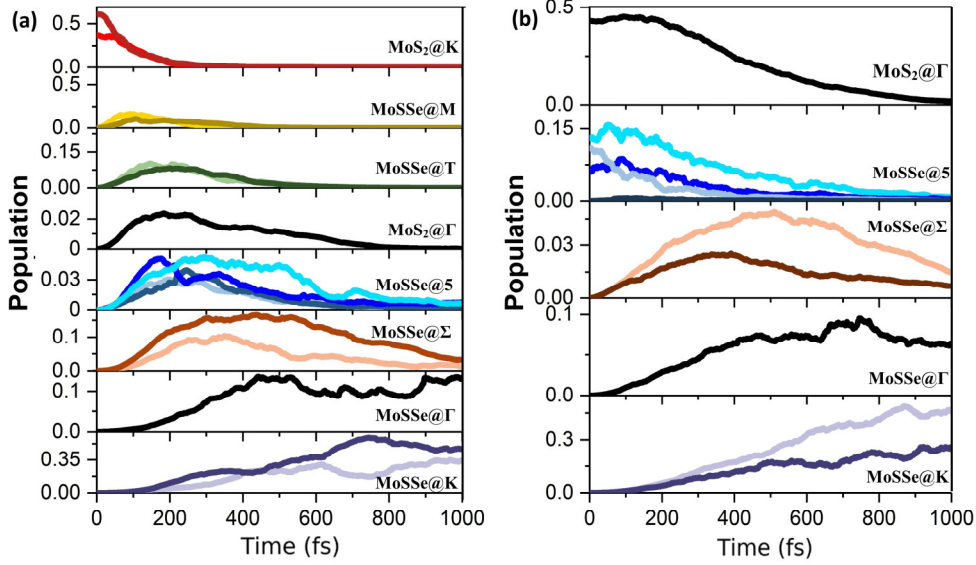 (a)
Population
0.5
0.0
MoS₂@K
0.5
0.0
MoSSe@M
0.15
0.00
MoSSe@T
0.02
0
MoS₂@Γ
0.03
0
MoSSe@5
0.1
0.0
MoSSe@Σ
0.1
0.0
MoSSe@Γ
0.35
0.00
MoSSe@K
0 200 400 600 800 1000
Time (fs)
(b)
Population
0.5
0.0
MoS₂@Γ
0.15
0.00
MoSSe@5
0.03
0.00
MoSSe@Σ
0.1
0.0
MoSSe@Γ
0.3
0.0
MoSSe@K
0 200 400 600 800 1000
Time (fs)